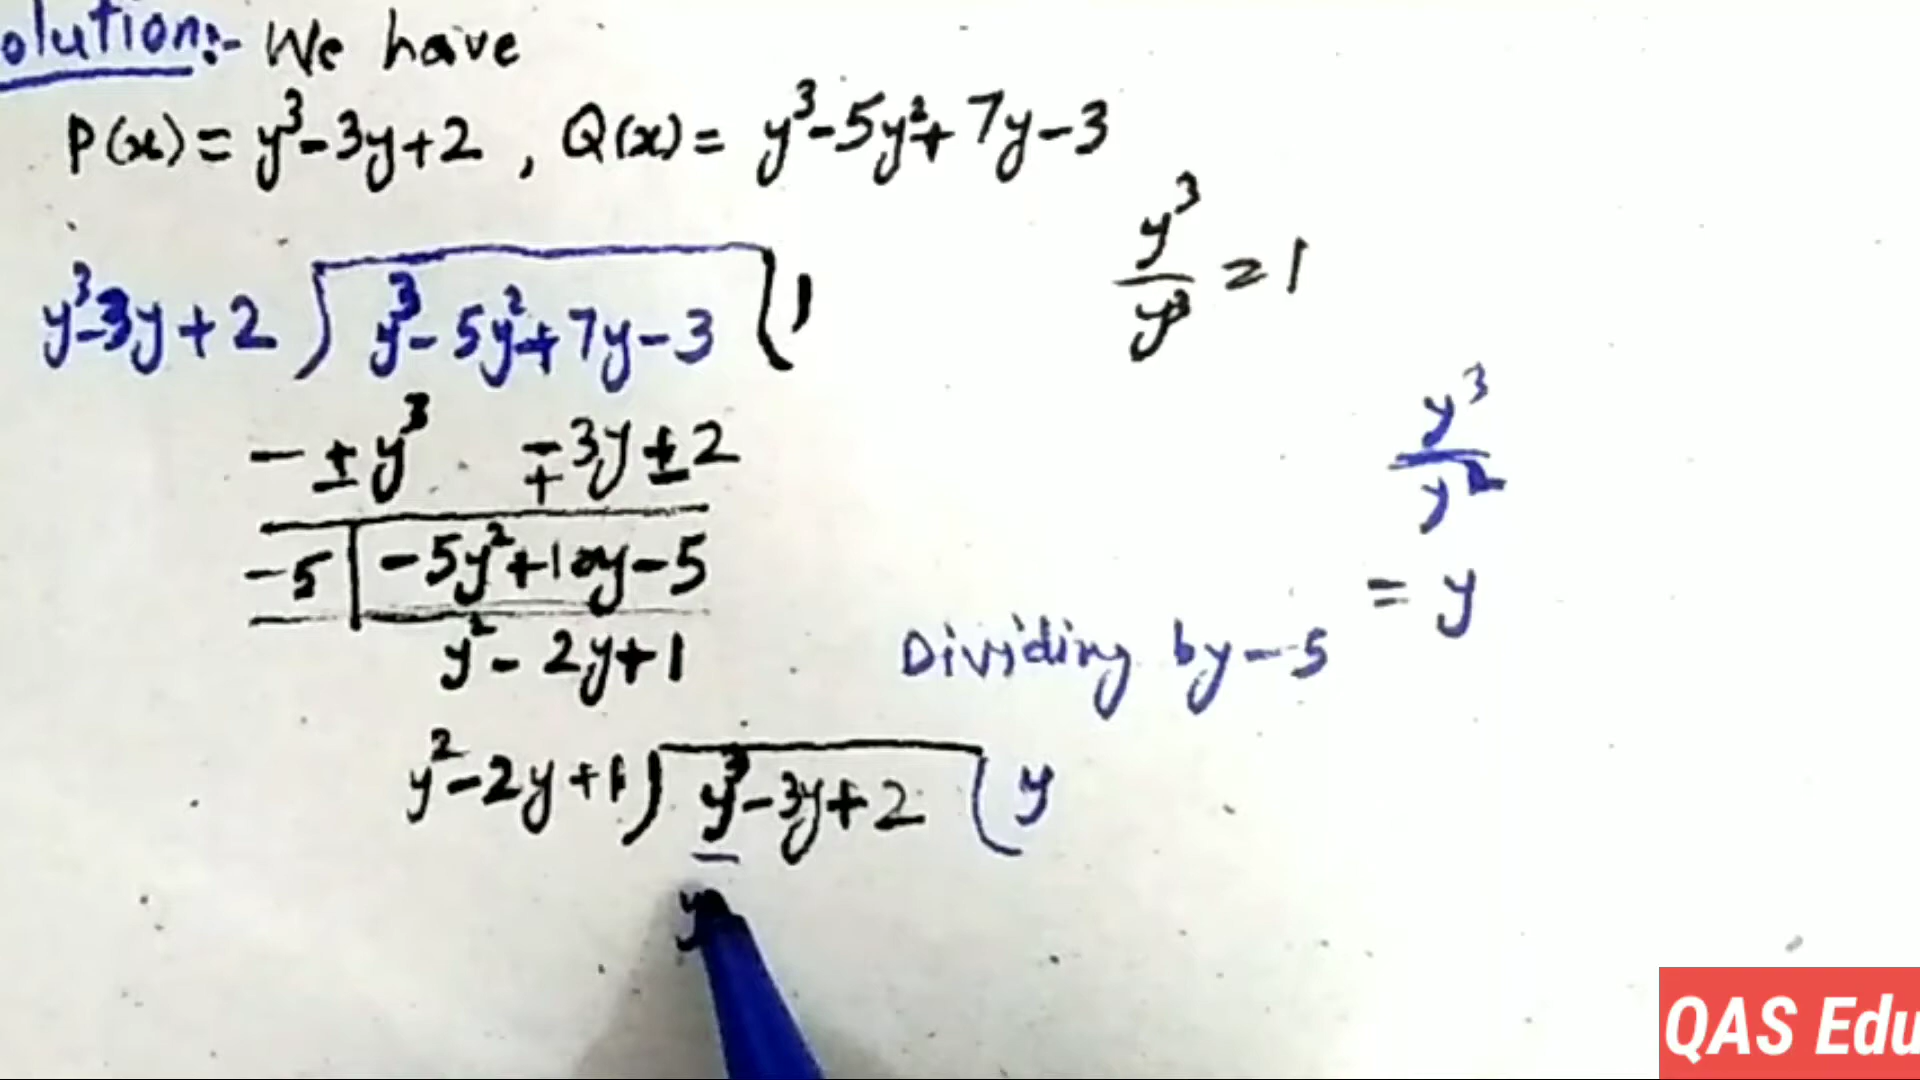 olution:- We have
P(x) = y³-3y+2 , Q(x) = y³-5y²+7y-3
y³-3y+2 ) y³-5y²+7y-3 ( 1
y³/y³ = 1
- ±y³ ∓3y±2
-5 | -5y²+10y-5
y²-2y+1
Dividing by -5
y³/y²
= y
y²-2y+1 ) y³-3y+2 ( y
y
QAS Edu